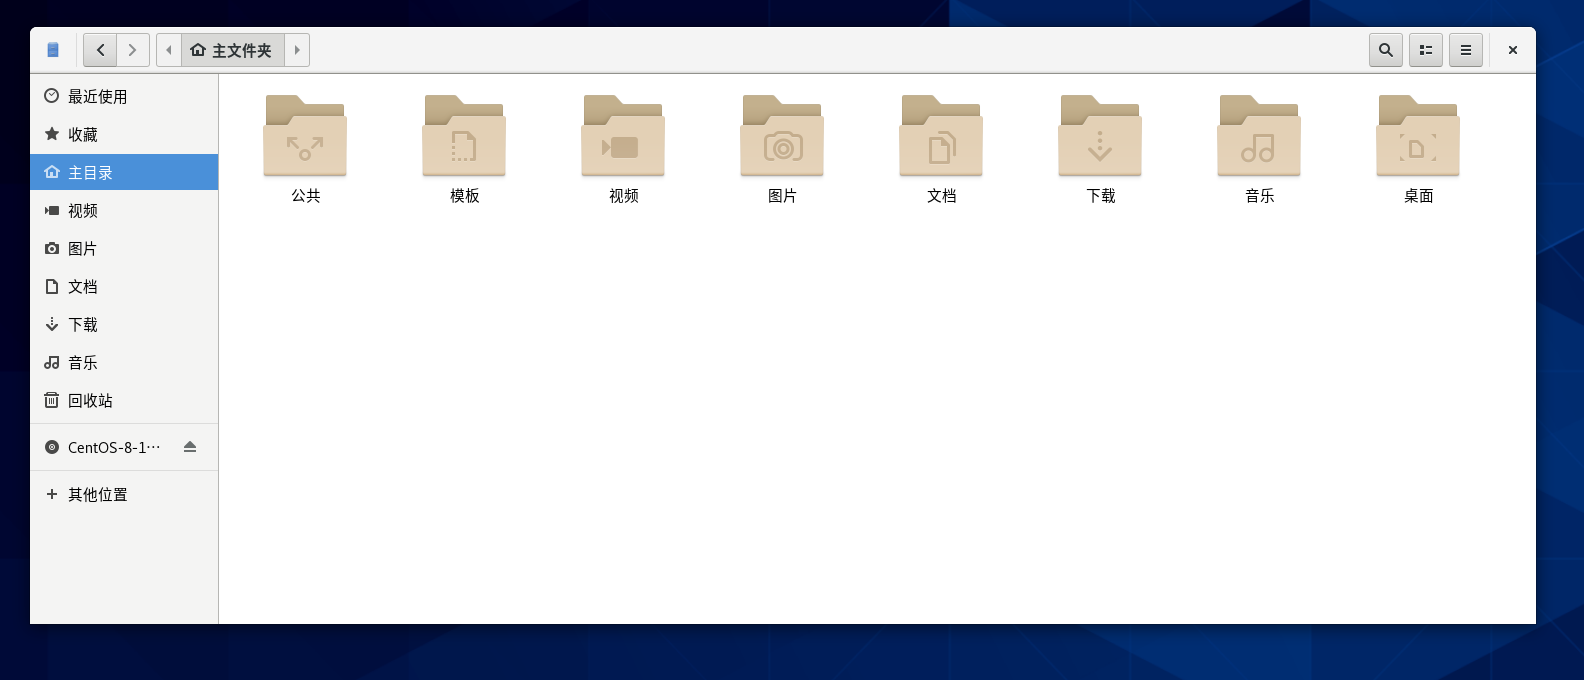 主文件夹
最近使用
收藏
主目录
视频
图片
文档
下载
音乐
回收站
CentOS-8-1…
其他位置
公共
模板
视频
图片
文档
下载
音乐
桌面